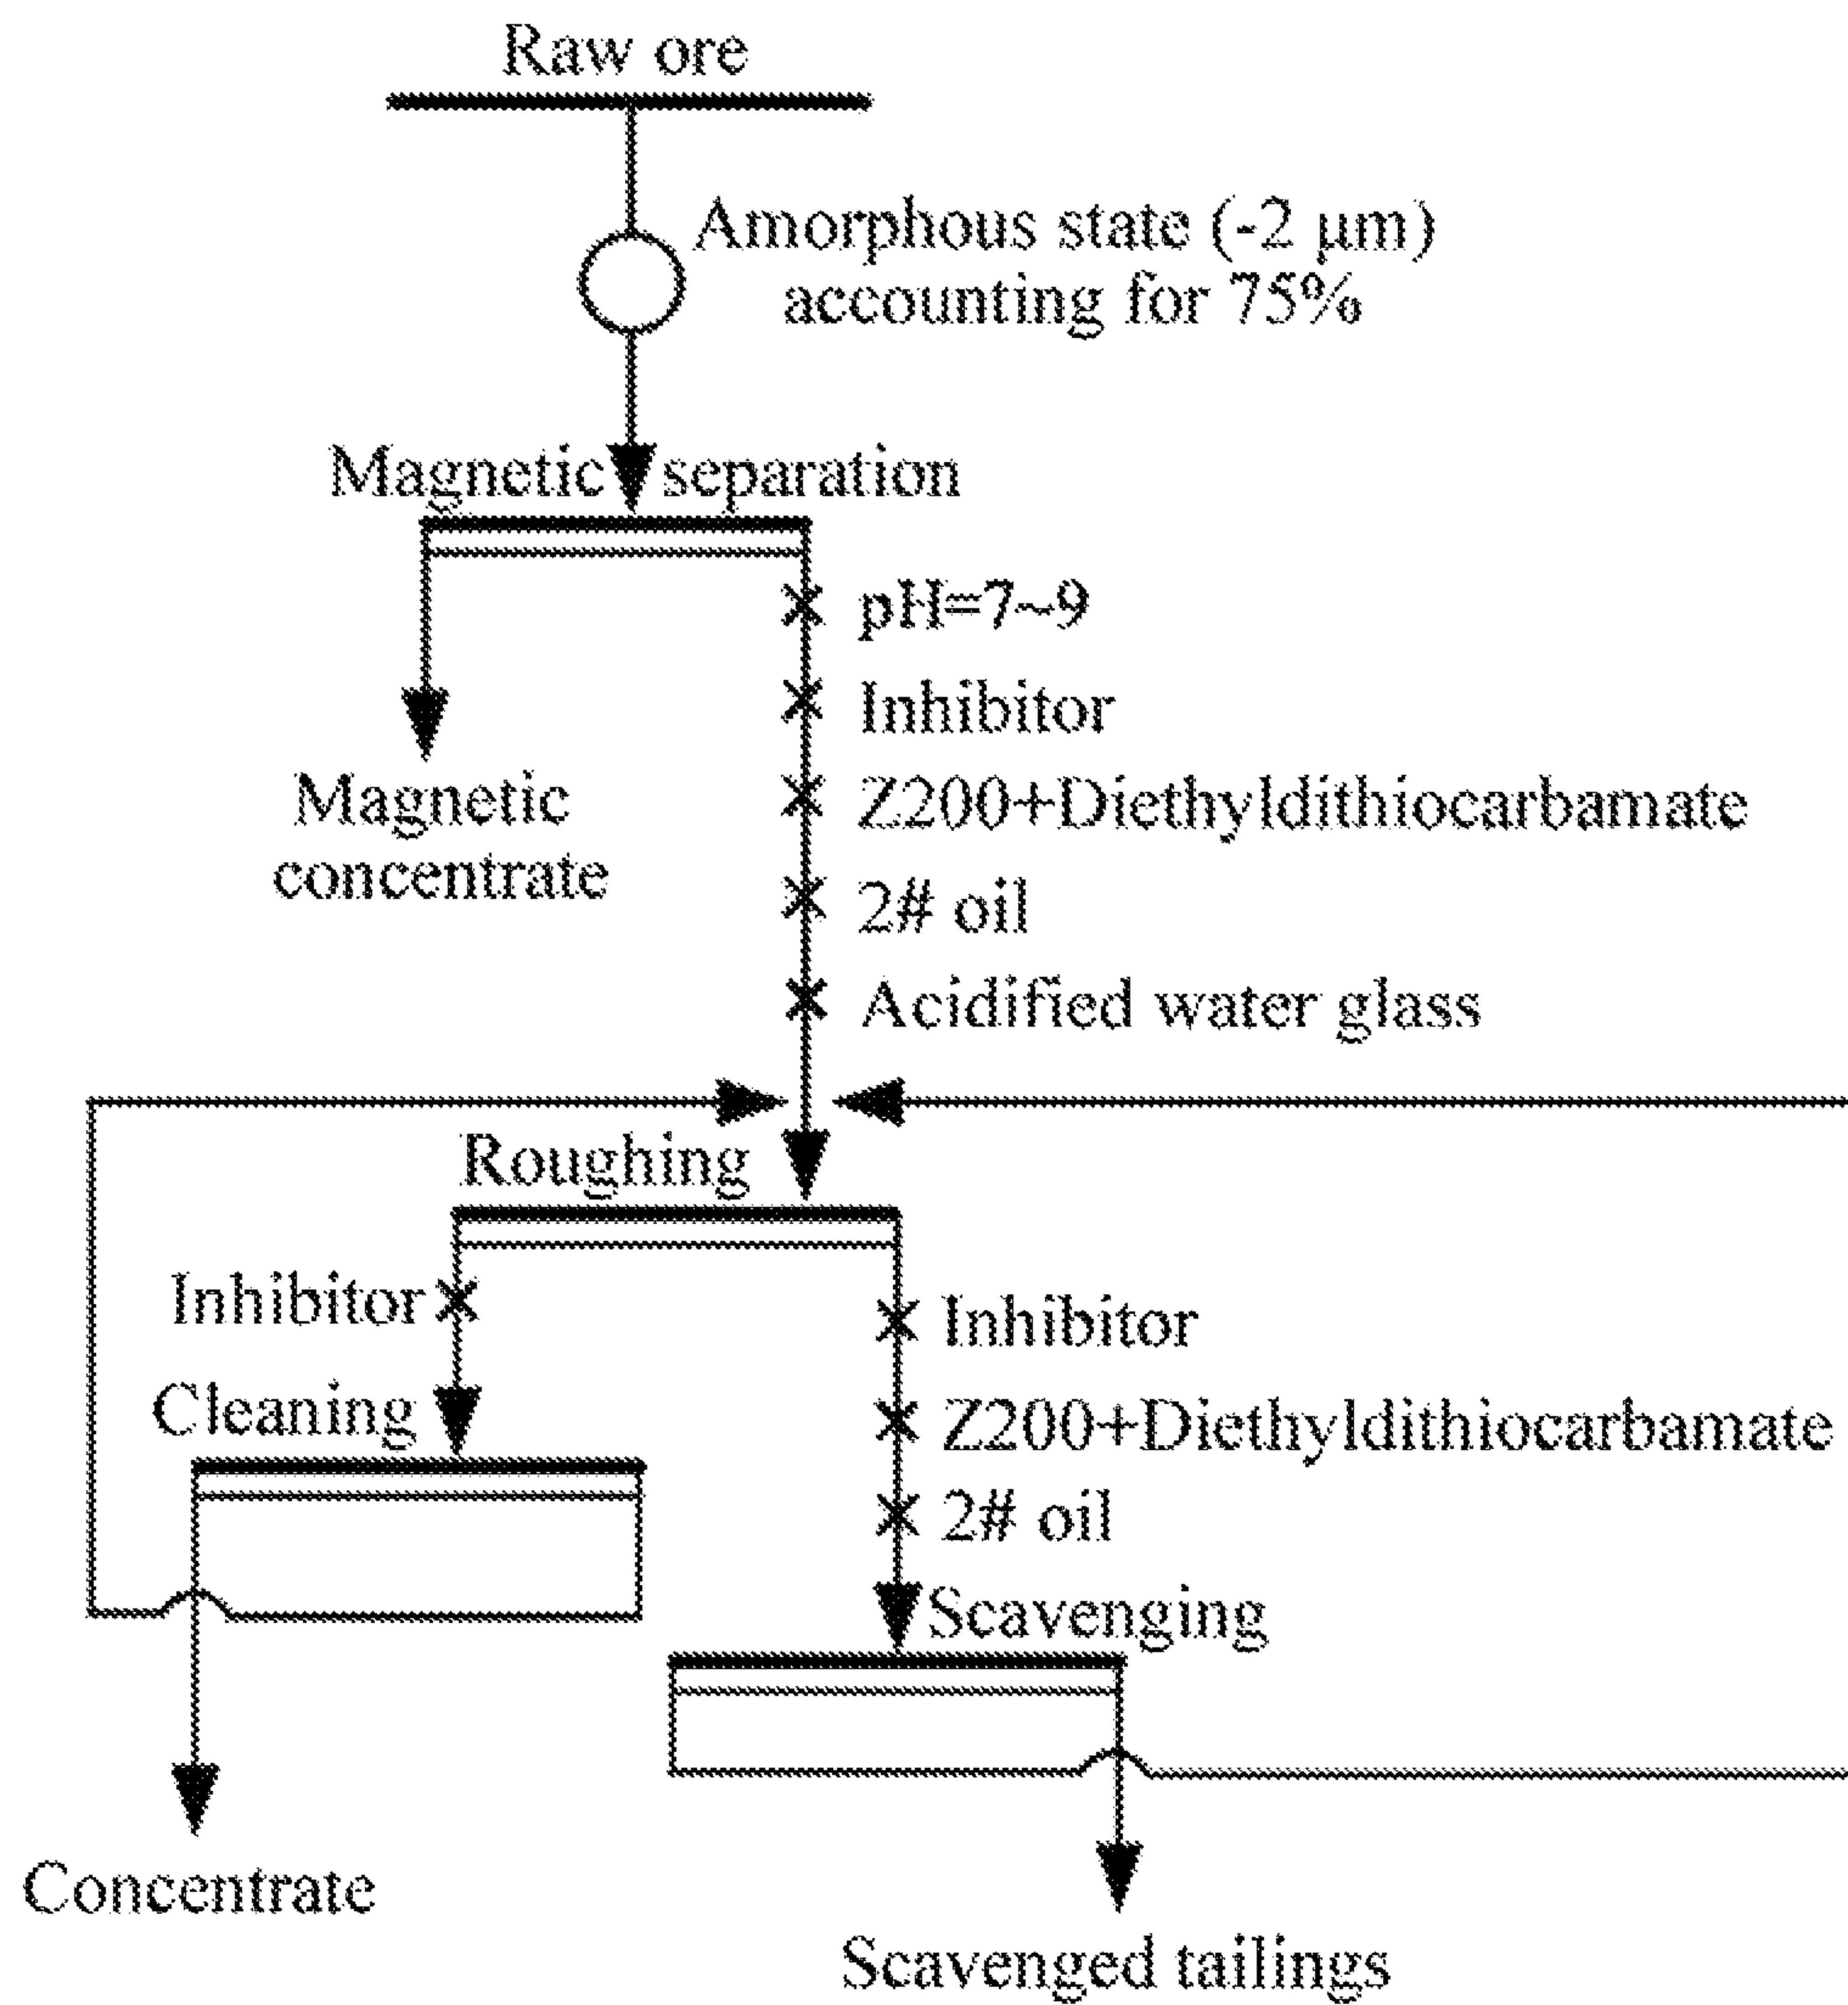 Raw ore
Amorphous state (-2 μm)
accounting for 75%
Magnetic separation
pH=7~9
Inhibitor
Z200+Diethyldithiocarbamate
2# oil
Acidified water glass
Magnetic
concentrate
Roughing
Inhibitor
Cleaning
Inhibitor
Z200+Diethyldithiocarbamate
2# oil
Scavenging
Concentrate
Scavenged tailings